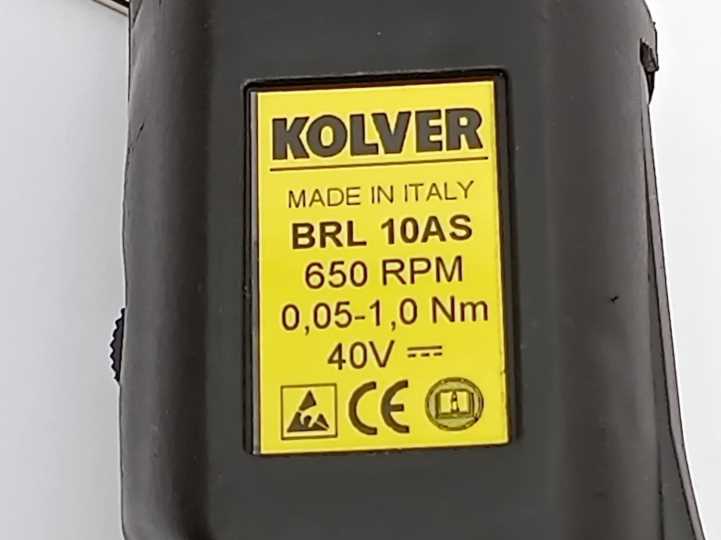 KOLVER
MADE IN ITALY
BRL 10AS
650 RPM
0,05-1,0 Nm
40V ⎓
CE